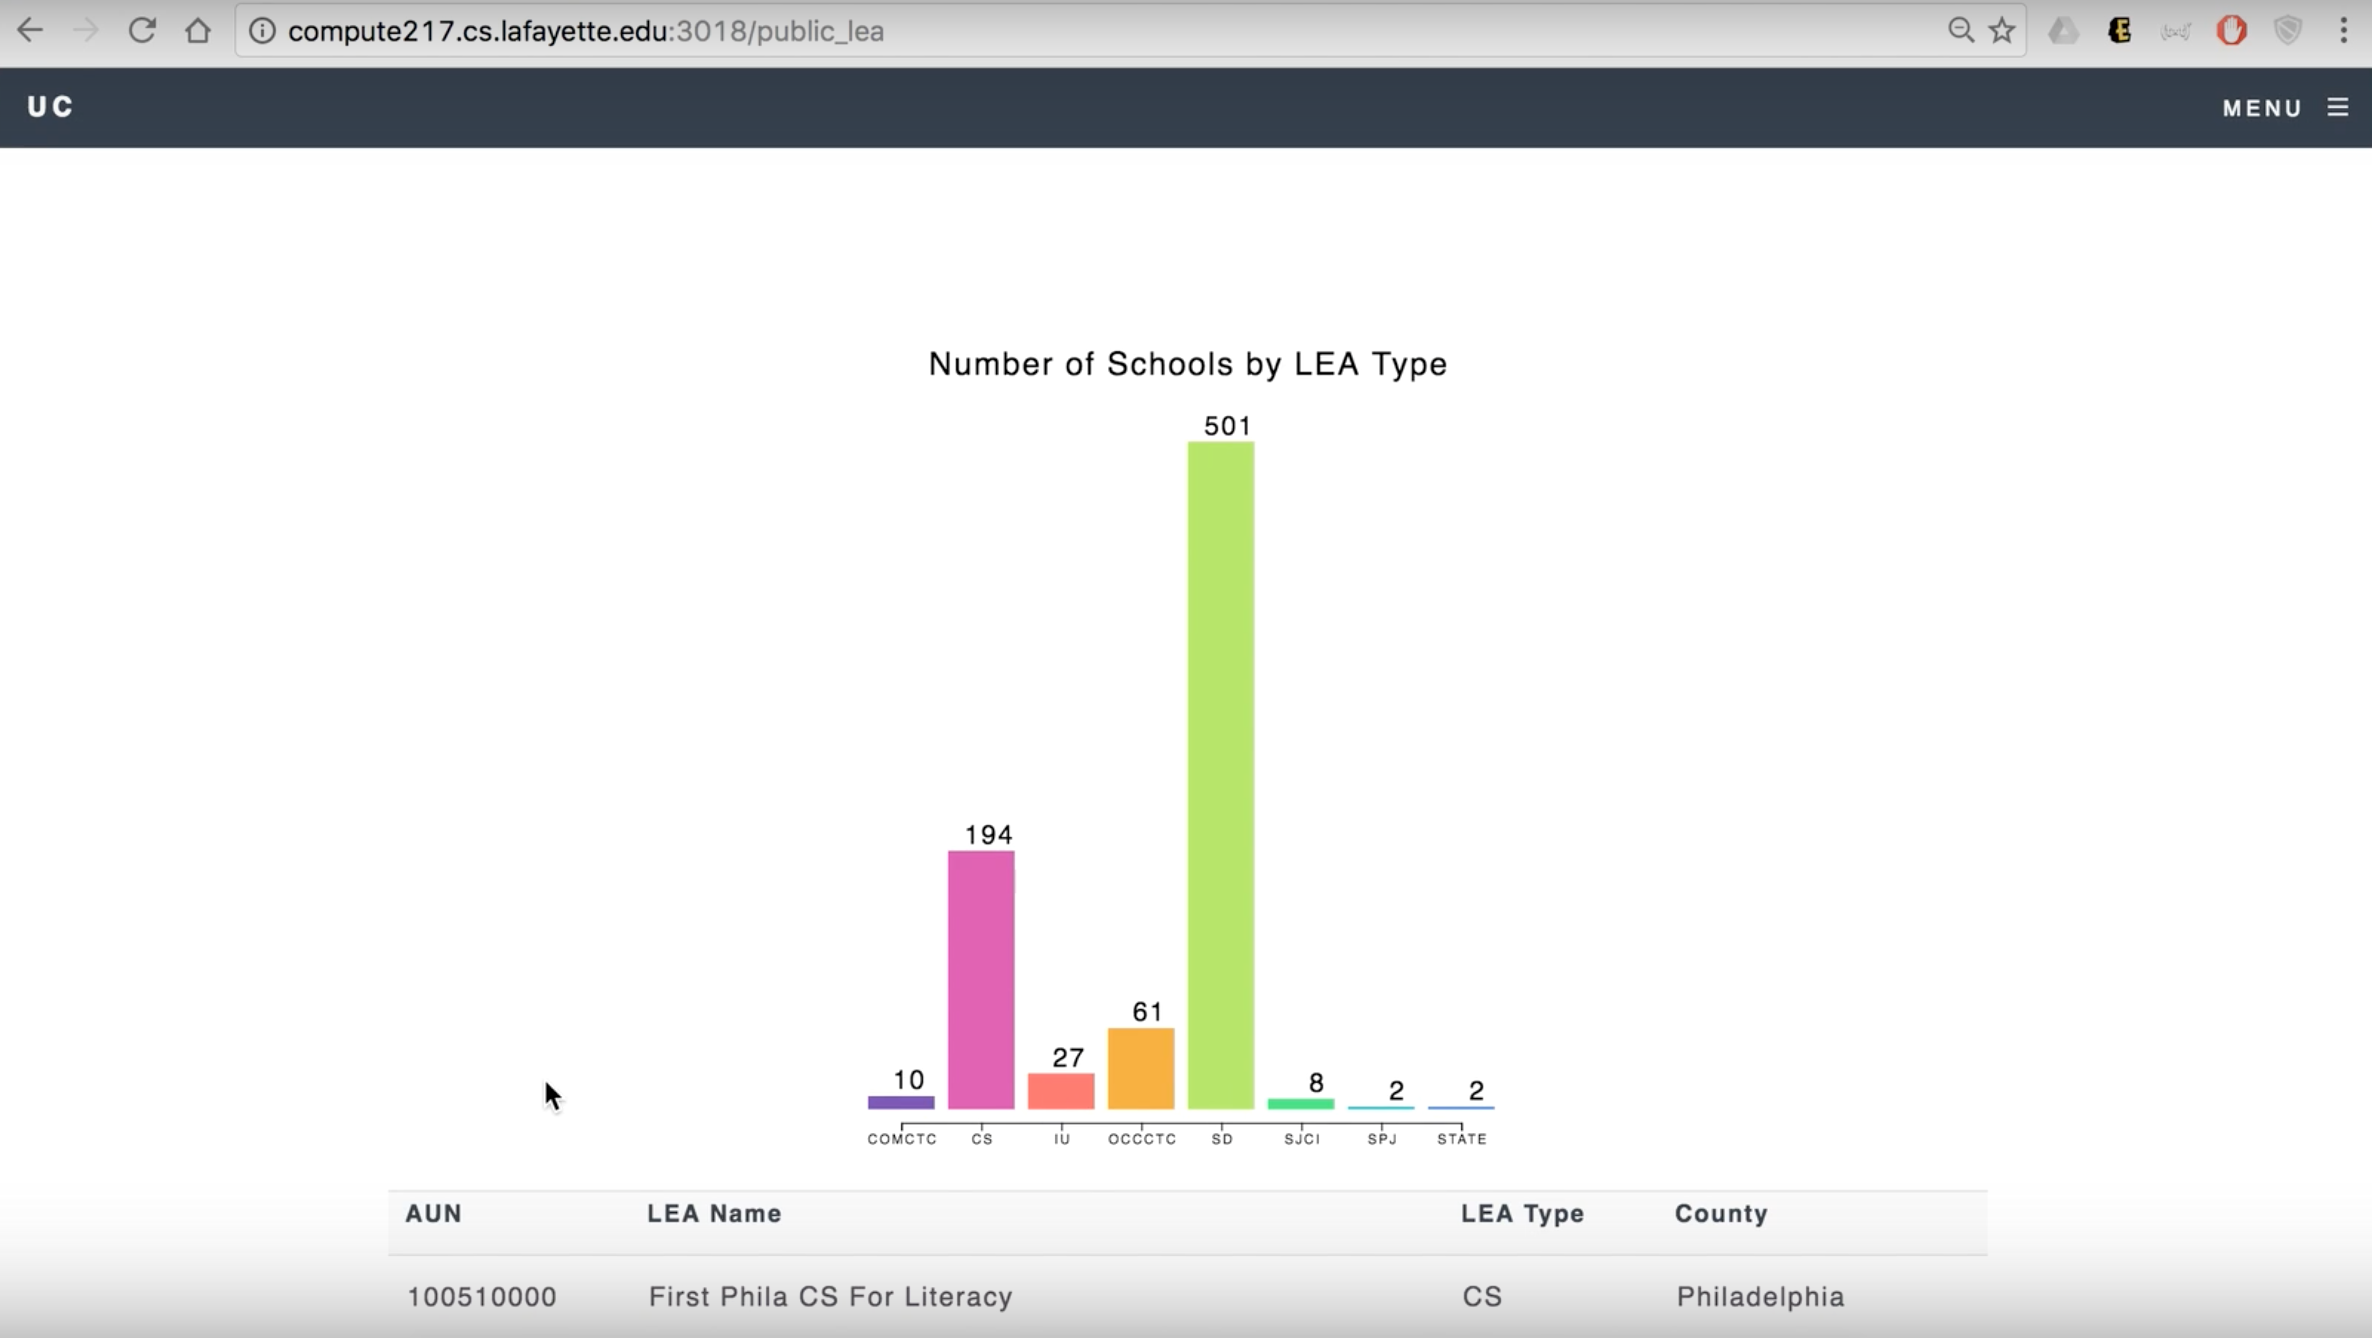 compute217.cs.lafayette.edu:3018/public_lea
UC
MENU
Number of Schools by LEA Type
501
194
61
27
10
8
2
2
COMCTC CS IU OCCCTC SD SJCI SPJ STATE
AUN LEA Name LEA Type County
100510000 First Phila CS For Literacy CS Philadelphia